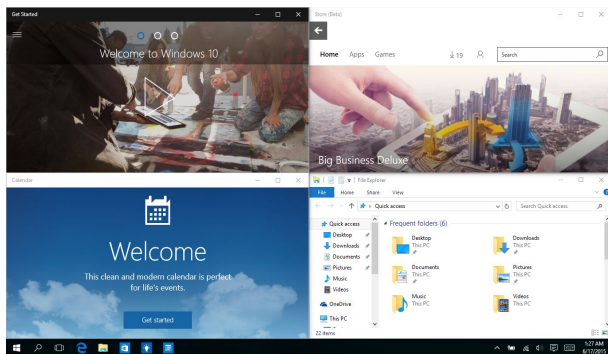 Get Started
Welcome to Windows 10
Store (Beta)
Home Apps Games
19
Search
Big Business Deluxe
Calendar
Welcome
This clean and modern calendar is perfect
for life's events.
Get started
File Explorer
File Home Share View
Quick access
Search Quick access
Quick access
Desktop
Downloads
Documents
Pictures
Music
Videos
OneDrive
This PC
Frequent folders (6)
Desktop
This PC
Downloads
This PC
Documents
This PC
Pictures
This PC
Music
This PC
Videos
This PC
22 items
1:27 AM
6/17/2015